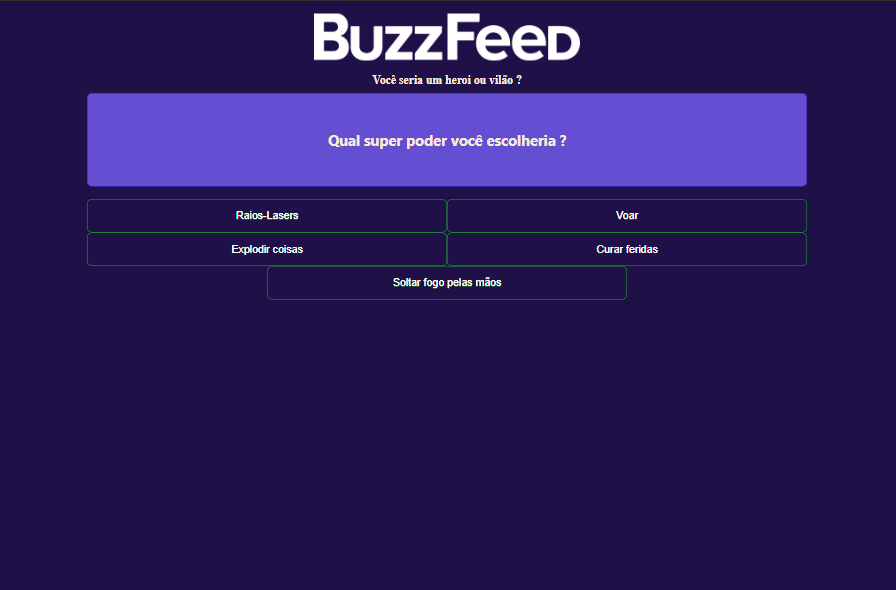 BUZZFEED
Você seria um heroi ou vilão ?
Qual super poder você escolheria ?
Raios-Lasers
Voar
Explodir coisas
Curar feridas
Soltar fogo pelas mãos